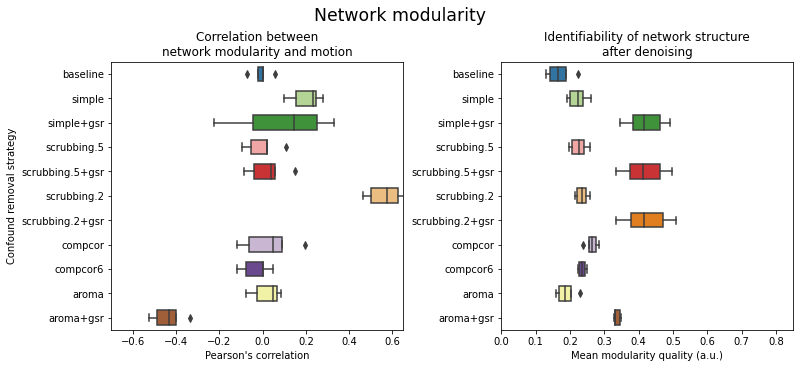 Network modularity
Correlation between
network modularity and motion
Identifiability of network structure
after denoising
Confound removal strategy
baseline
simple
simple+gsr
scrubbing.5
scrubbing.5+gsr
scrubbing.2
scrubbing.2+gsr
compcor
compcor6
aroma
aroma+gsr
−0.6 −0.4 −0.2 0.0 0.2 0.4 0.6
Pearson's correlation
baseline
simple
simple+gsr
scrubbing.5
scrubbing.5+gsr
scrubbing.2
scrubbing.2+gsr
compcor
compcor6
aroma
aroma+gsr
0.0 0.1 0.2 0.3 0.4 0.5 0.6 0.7 0.8
Mean modularity quality (a.u.)